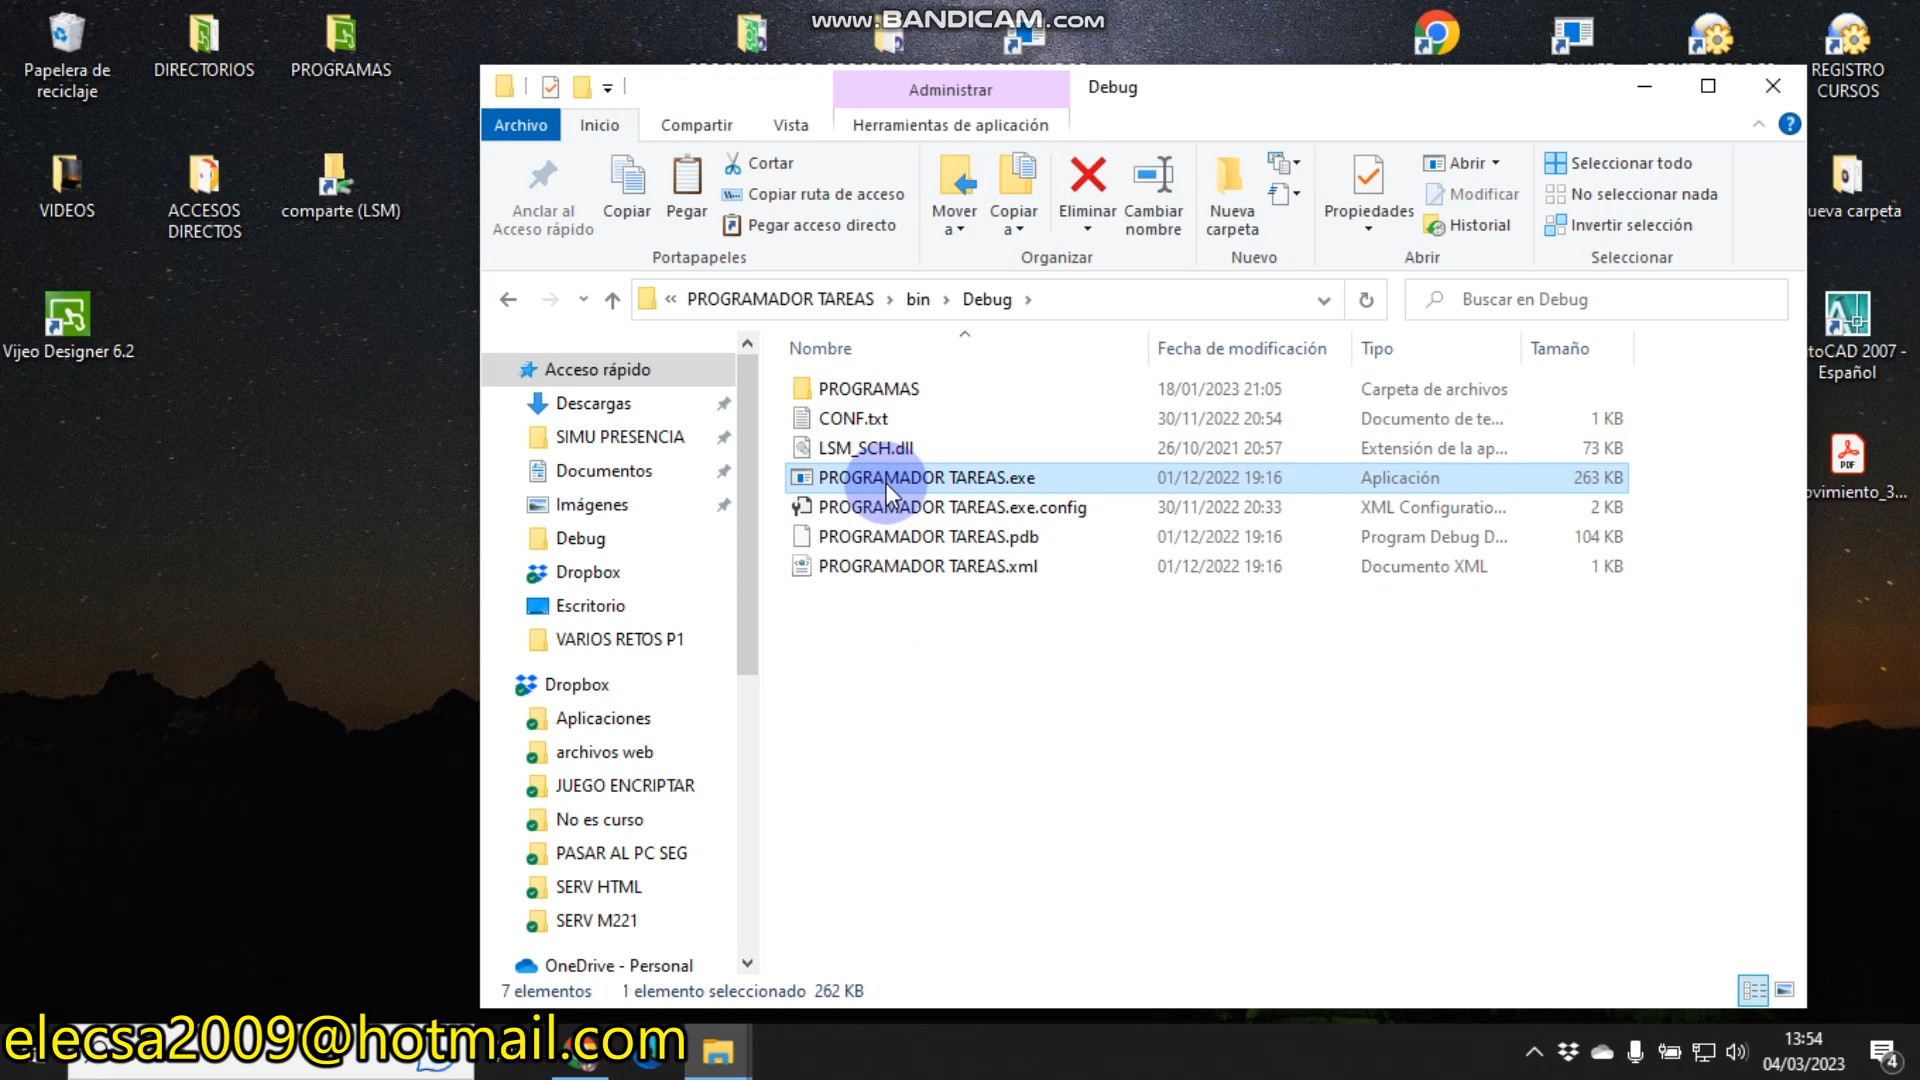 www.BANDICAM.com
Papelera de
reciclaje
DIRECTORIOS
PROGRAMAS
REGISTRO
CURSOS
VIDEOS
ACCESOS
DIRECTOS
comparte (LSM)
ueva carpeta
Vijeo Designer 6.2
toCAD 2007 -
Español
PDF
ovimiento_3...
Administrar
Debug
Archivo
Inicio
Compartir
Vista
Herramientas de aplicación
Anclar al
Acceso rápido
Copiar
Pegar
Cortar
Copiar ruta de acceso
Pegar acceso directo
Portapapeles
Mover
a
Copiar
a
Eliminar
Cambiar
nombre
Organizar
Nueva
carpeta
Nuevo
Propiedades
Abrir
Modificar
Historial
Abrir
Seleccionar todo
No seleccionar nada
Invertir selección
Seleccionar
« PROGRAMADOR TAREAS › bin › Debug ›
Buscar en Debug
Acceso rápido
Descargas
SIMU PRESENCIA
Documentos
Imágenes
Debug
Dropbox
Escritorio
VARIOS RETOS P1
Dropbox
Aplicaciones
archivos web
JUEGO ENCRIPTAR
No es curso
PASAR AL PC SEG
SERV HTML
SERV M221
OneDrive - Personal
Nombre Fecha de modificación Tipo Tamaño
PROGRAMAS 18/01/2023 21:05 Carpeta de archivos
CONF.txt 30/11/2022 20:54 Documento de te... 1 KB
LSM_SCH.dll 26/10/2021 20:57 Extensión de la ap... 73 KB
PROGRAMADOR TAREAS.exe 01/12/2022 19:16 Aplicación 263 KB
PROGRAMADOR TAREAS.exe.config 30/11/2022 20:33 XML Configuratio... 2 KB
PROGRAMADOR TAREAS.pdb 01/12/2022 19:16 Program Debug D... 104 KB
PROGRAMADOR TAREAS.xml 01/12/2022 19:16 Documento XML 1 KB
7 elementos 1 elemento seleccionado 262 KB
elecsa2009@hotmail.com
13:54
04/03/2023
4